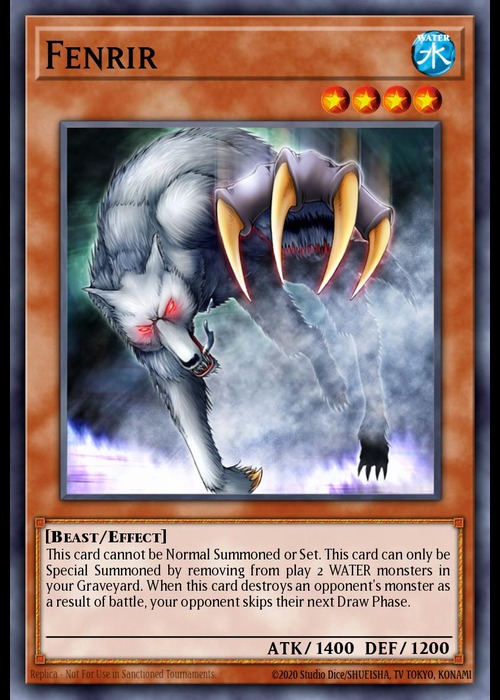 FENRIR
WATER
水
[BEAST/EFFECT]
This card cannot be Normal Summoned or Set. This card can only be
Special Summoned by removing from play 2 WATER monsters in
your Graveyard. When this card destroys an opponent's monster as
a result of battle, your opponent skips their next Draw Phase.
ATK/ 1400 DEF/ 1200
Replica - Not For Use in Sanctioned Tournaments
©2020 Studio Dice/SHUEISHA, TV TOKYO, KONAMI